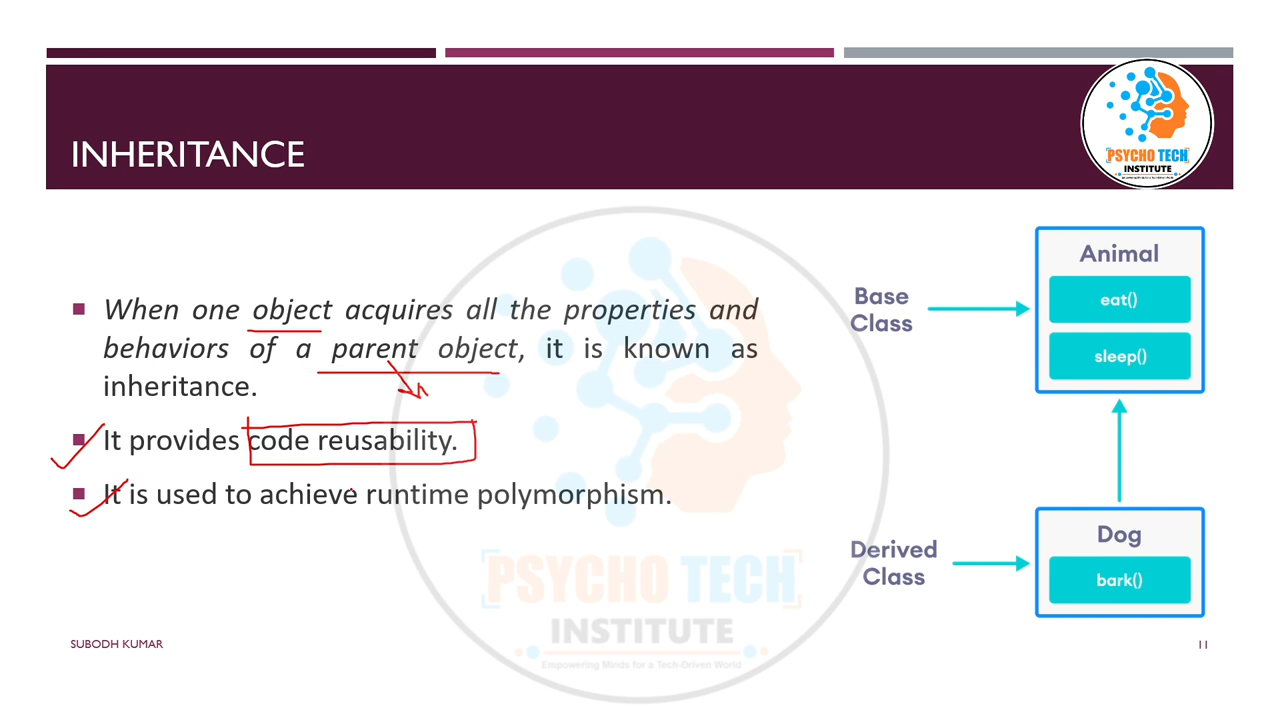 PSYCHO TECH
INSTITUTE
INHERITANCE
When one object acquires all the properties and
behaviors of a parent object, it is known as
inheritance.
It provides code reusability.
It is used to achieve runtime polymorphism.
Base
Class
Animal
eat()
sleep()
Derived
Class
Dog
bark()
PSYCHO TECH
INSTITUTE
Empowering Minds for a Tech-Driven World
SUBODH KUMAR
11